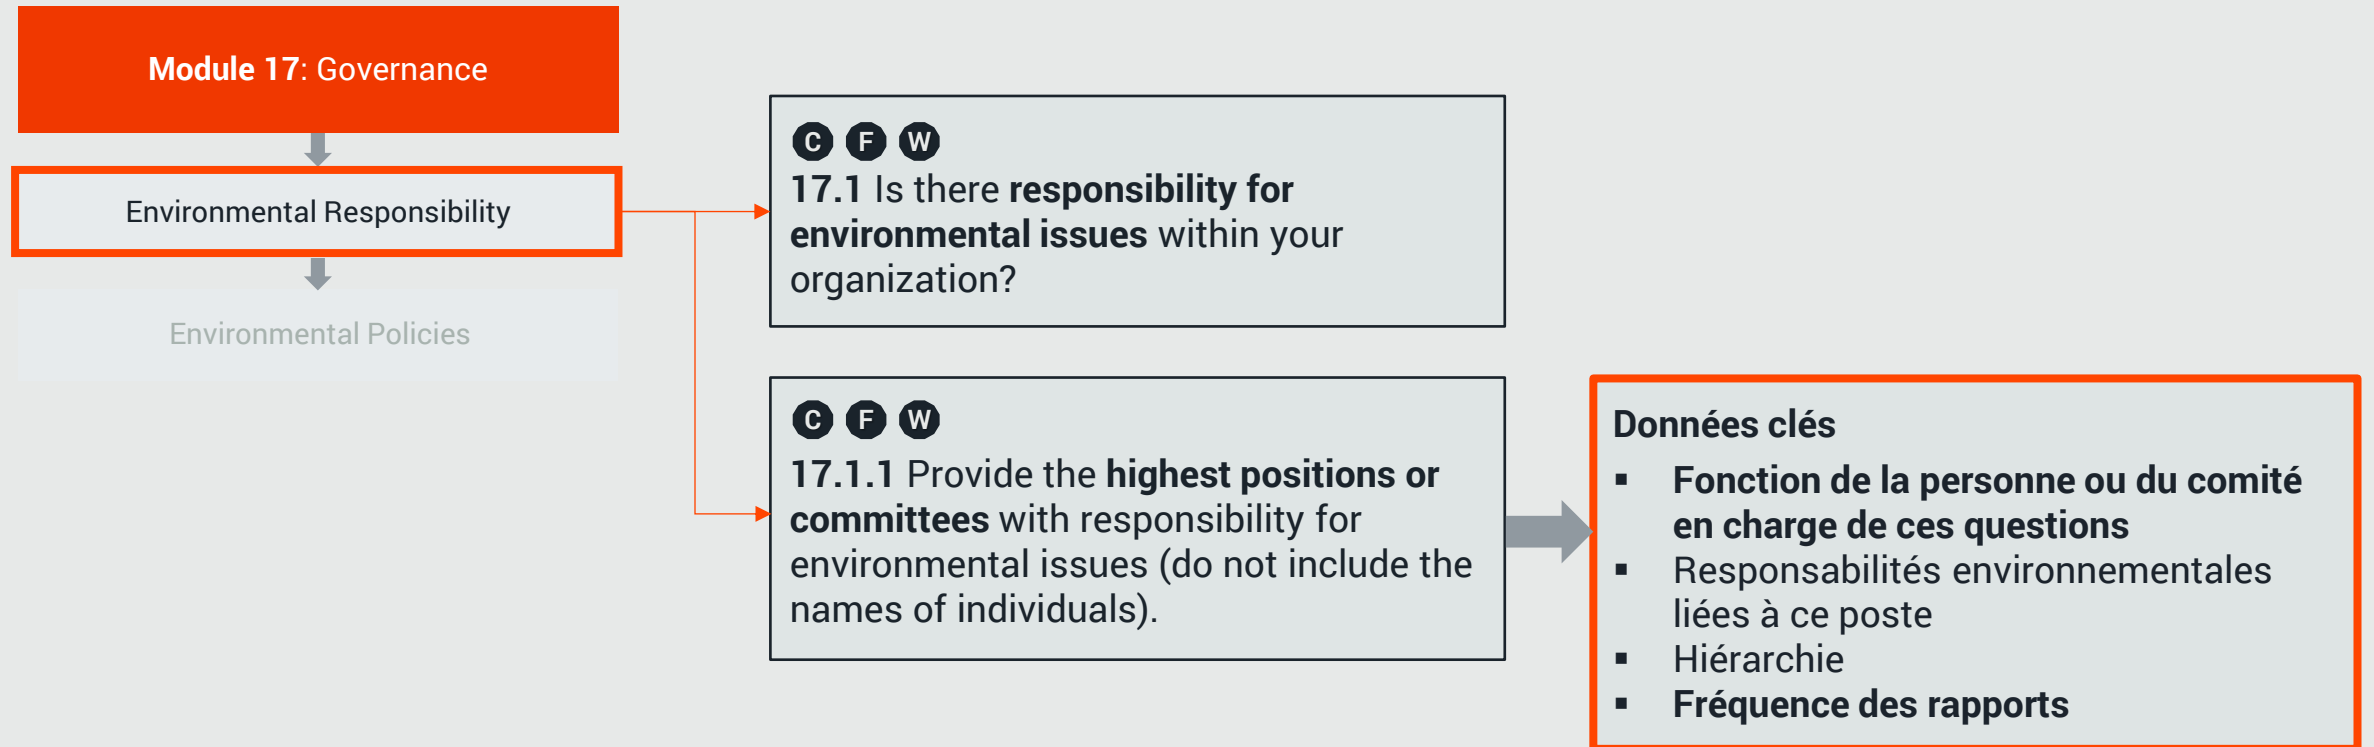 Module 17: Governance
Environmental Responsibility
Environmental Policies
C F W
17.1 Is there responsibility for
environmental issues within your
organization?
C F W
17.1.1 Provide the highest positions or
committees with responsibility for
environmental issues (do not include the
names of individuals).
Données clés
▪ Fonction de la personne ou du comité
en charge de ces questions
▪ Responsabilités environnementales
liées à ce poste
▪ Hiérarchie
▪ Fréquence des rapports